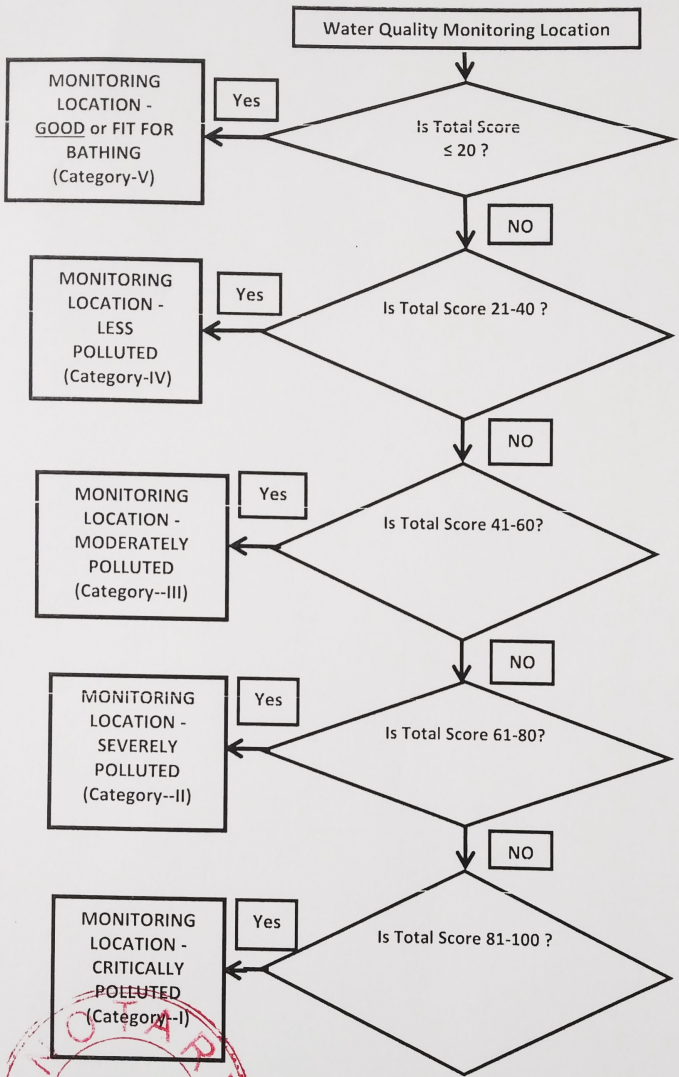 Water Quality Monitoring Location
Is Total Score
≤ 20 ?
Yes
MONITORING
LOCATION -
GOOD or FIT FOR
BATHING
(Category-V)
NO
Is Total Score 21-40 ?
Yes
MONITORING
LOCATION -
LESS
POLLUTED
(Category-IV)
NO
Is Total Score 41-60?
Yes
MONITORING
LOCATION -
MODERATELY
POLLUTED
(Category--III)
NO
Is Total Score 61-80?
Yes
MONITORING
LOCATION -
SEVERELY
POLLUTED
(Category--II)
NO
Is Total Score 81-100 ?
Yes
MONITORING
LOCATION -
CRITICALLY
POLLUTED
(Category--I)
NOTAR